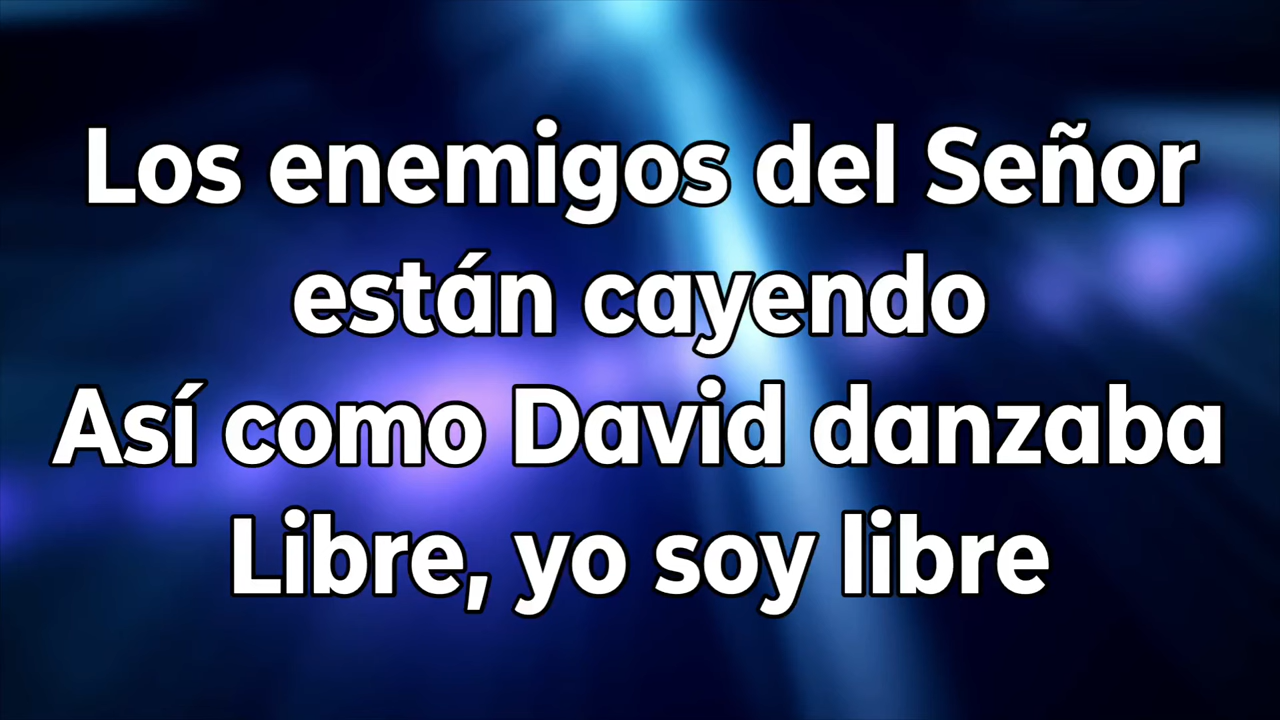 Los enemigos del Señor
están cayendo
Así como David danzaba
Libre, yo soy libre